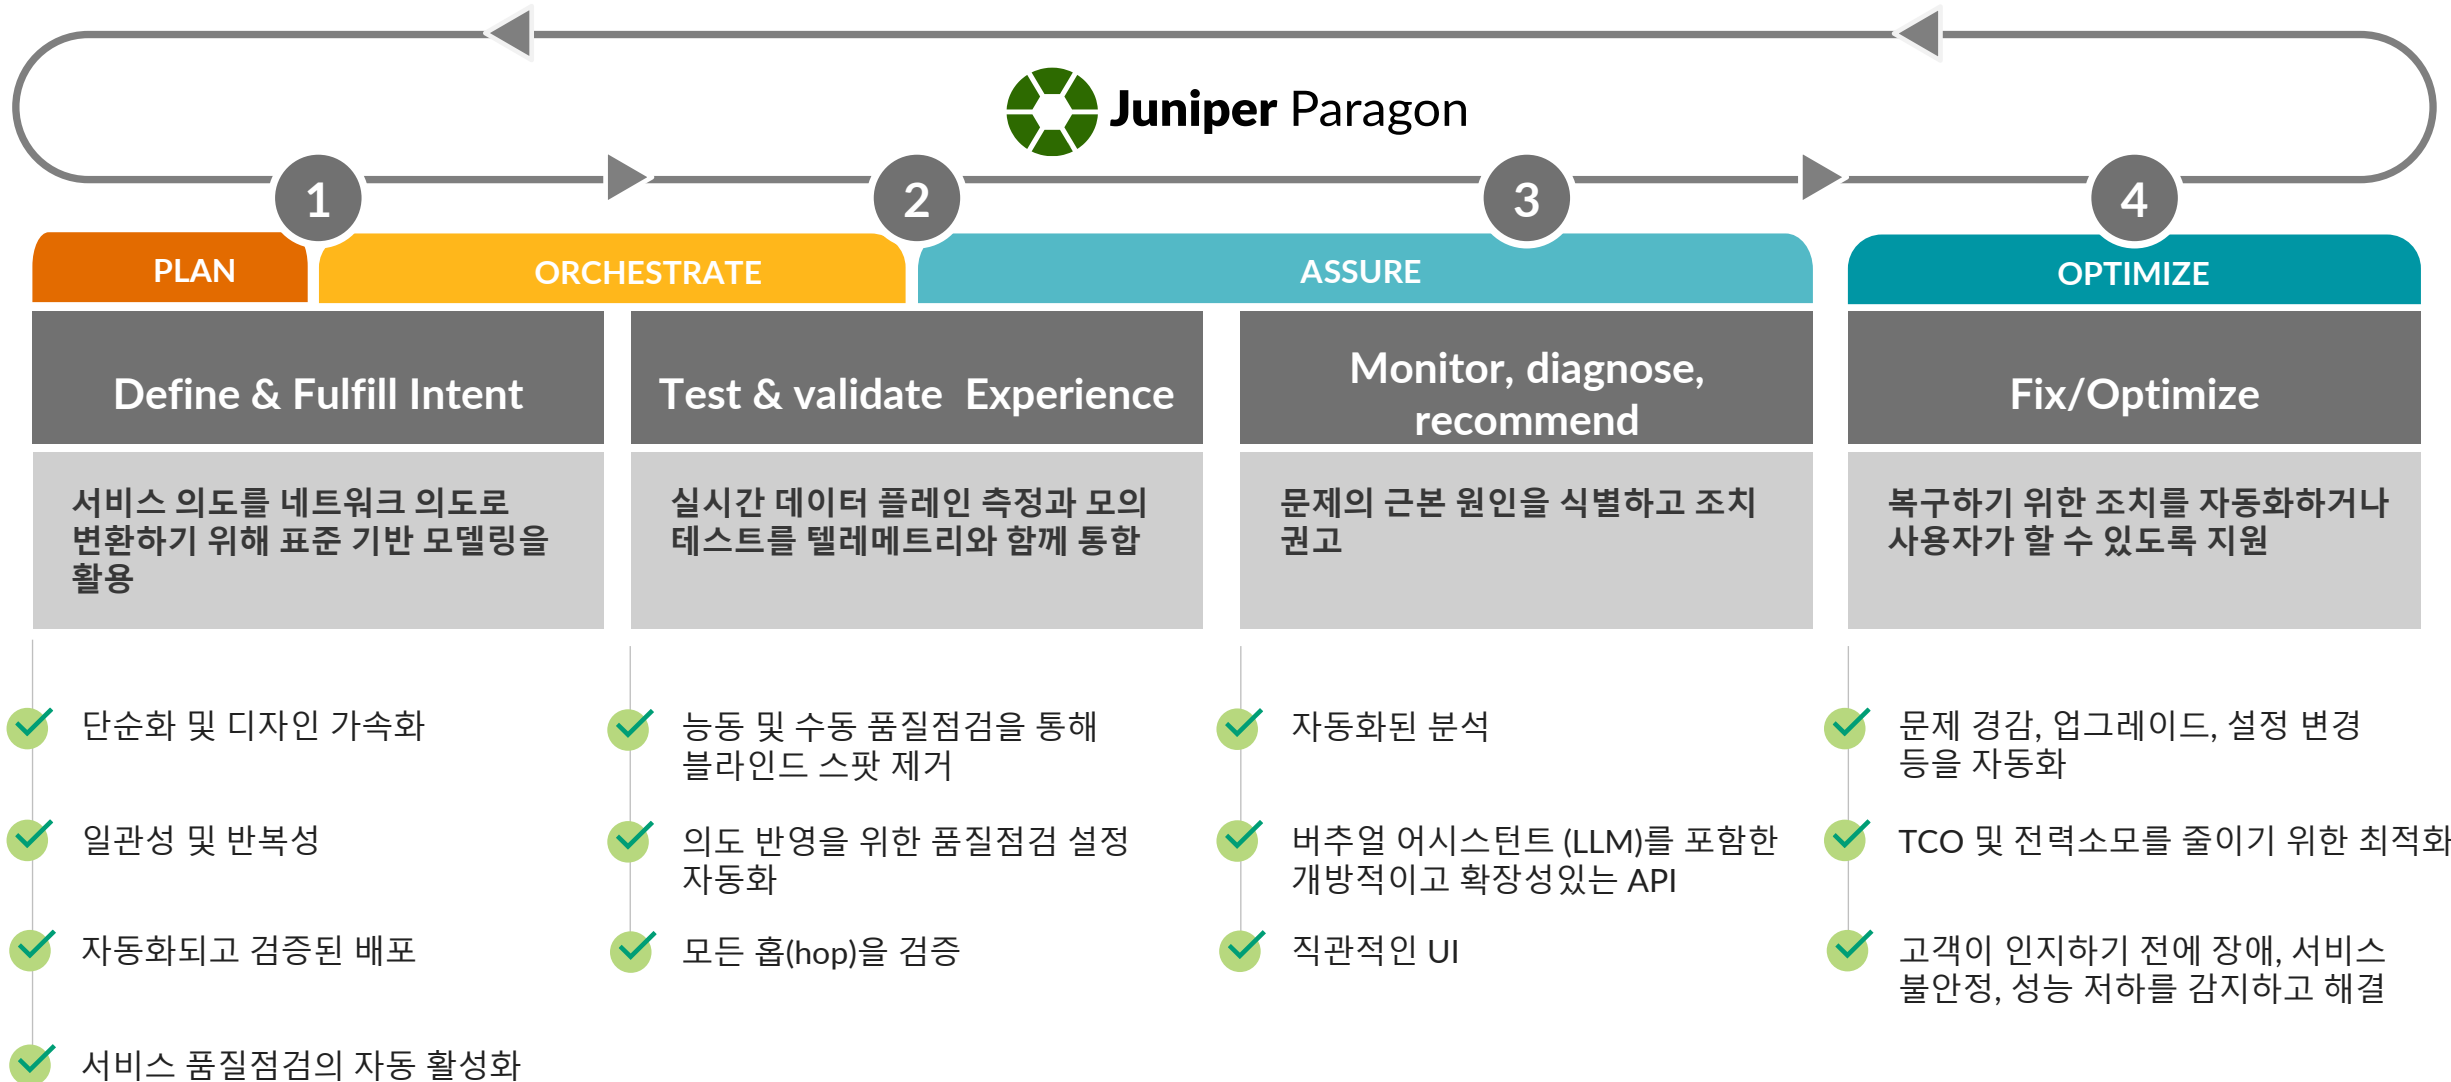 Juniper Paragon
1
2
3
4
PLAN
ORCHESTRATE
ASSURE
OPTIMIZE
Define & Fulfill Intent
서비스 의도를 네트워크 의도로
변환하기 위해 표준 기반 모델링을
활용
단순화 및 디자인 가속화
일관성 및 반복성
자동화되고 검증된 배포
서비스 품질점검의 자동 활성화
Test & validate Experience
실시간 데이터 플레인 측정과 모의
테스트를 텔레메트리와 함께 통합
능동 및 수동 품질점검을 통해
블라인드 스팟 제거
의도 반영을 위한 품질점검 설정
자동화
모든 홉(hop)을 검증
Monitor, diagnose,
recommend
문제의 근본 원인을 식별하고 조치
권고
자동화된 분석
버추얼 어시스턴트 (LLM)를 포함한
개방적이고 확장성있는 API
직관적인 UI
Fix/Optimize
복구하기 위한 조치를 자동화하거나
사용자가 할 수 있도록 지원
문제 경감, 업그레이드, 설정 변경
등을 자동화
TCO 및 전력소모를 줄이기 위한 최적화
고객이 인지하기 전에 장애, 서비스
불안정, 성능 저하를 감지하고 해결